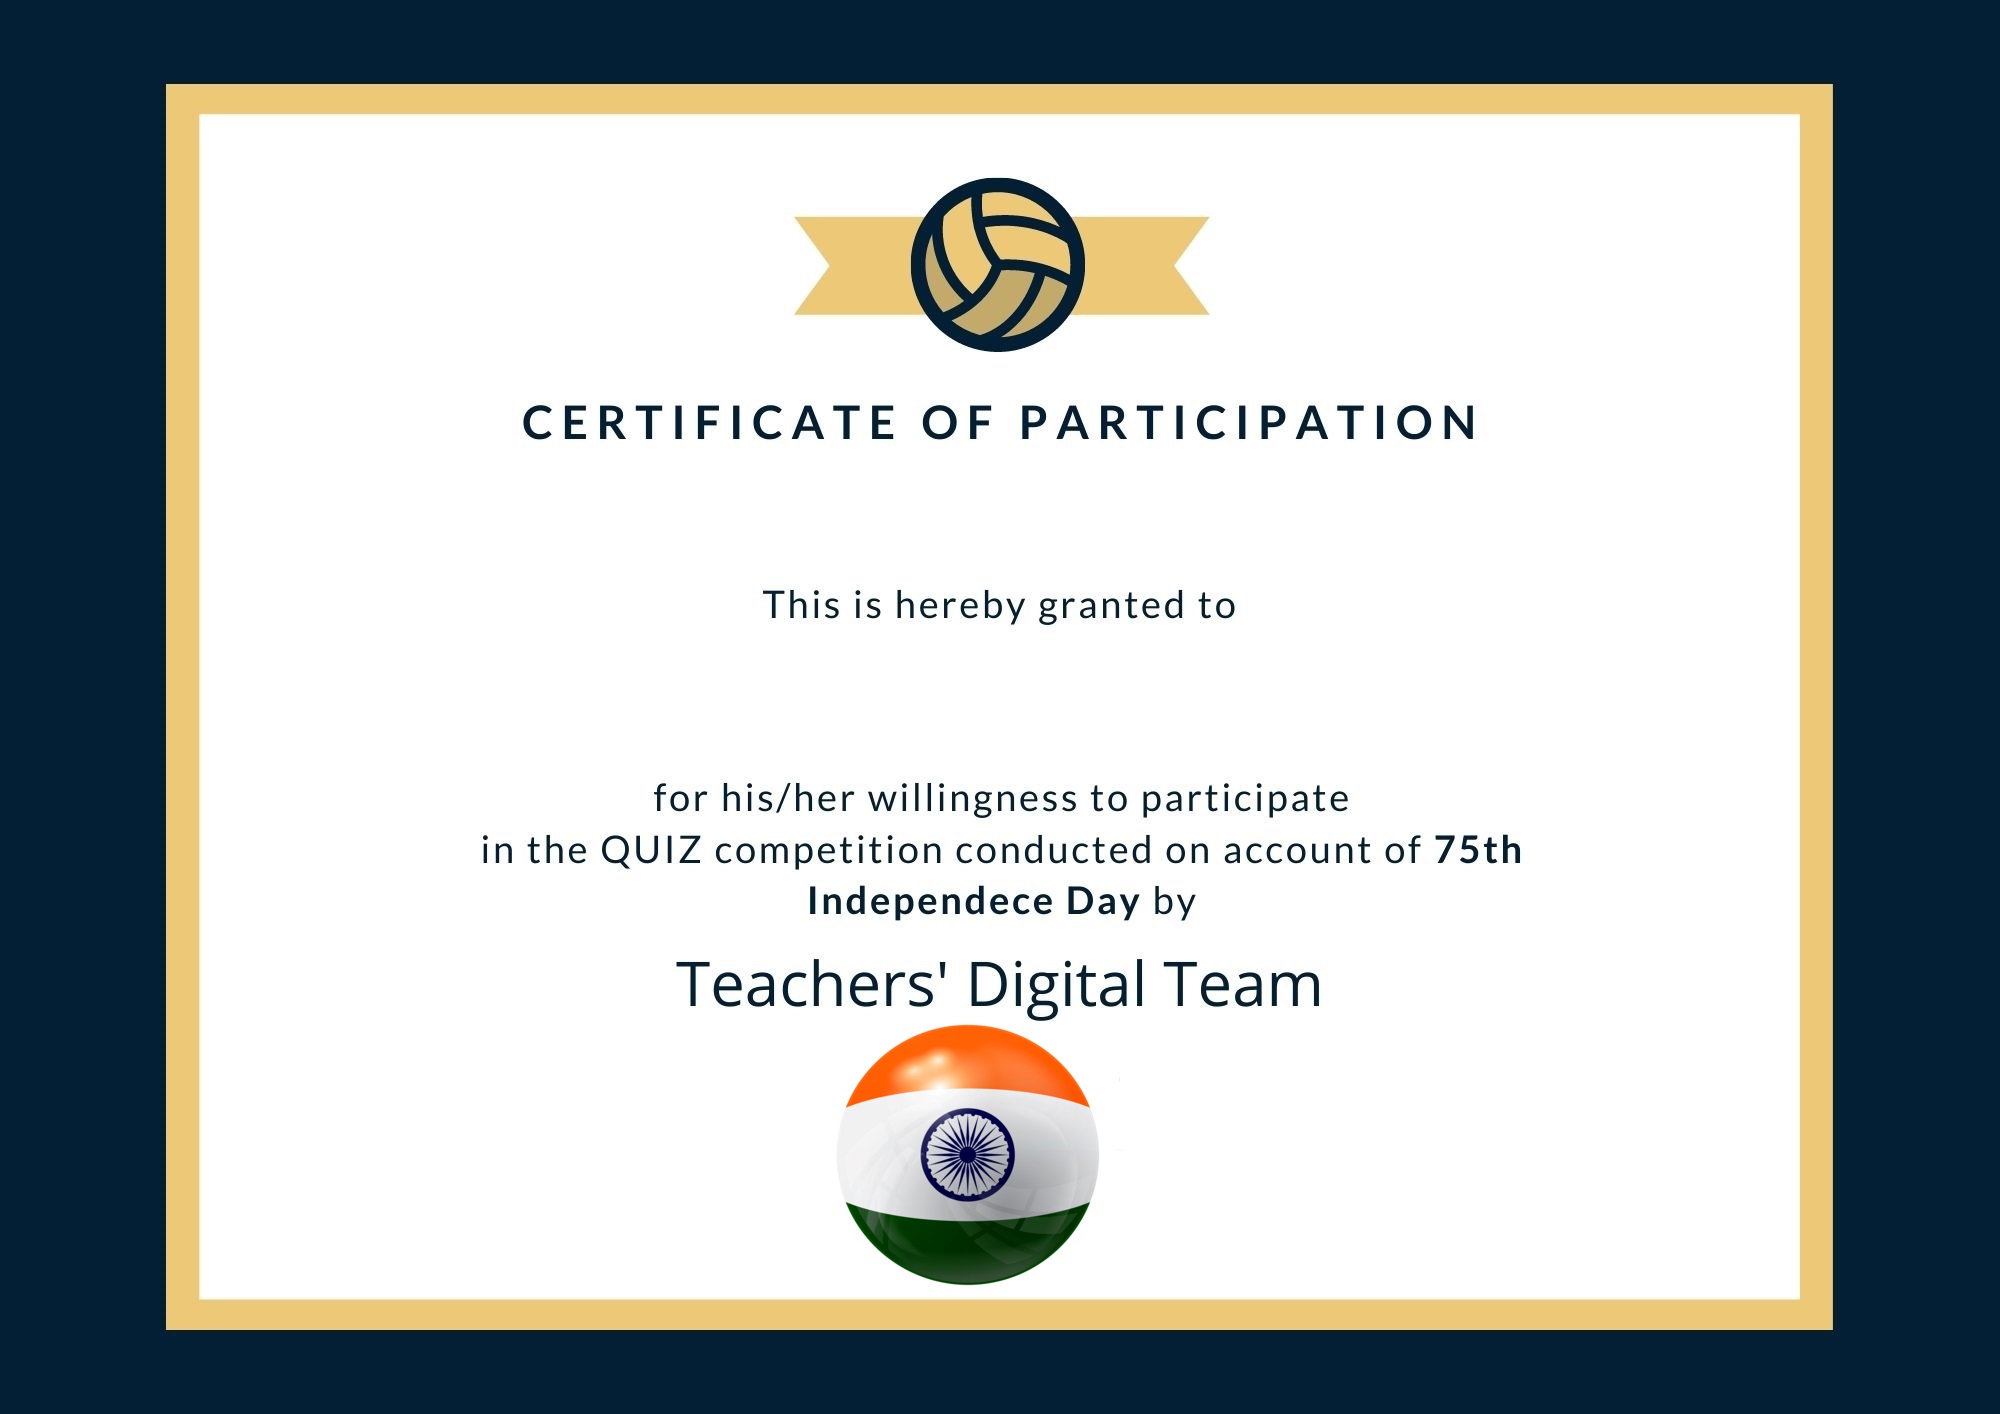 CERTIFICATE OF PARTICIPATION
This is hereby granted to
for his/her willingness to participate
in the QUIZ competition conducted on account of 75th
Independece Day by
Teachers' Digital Team